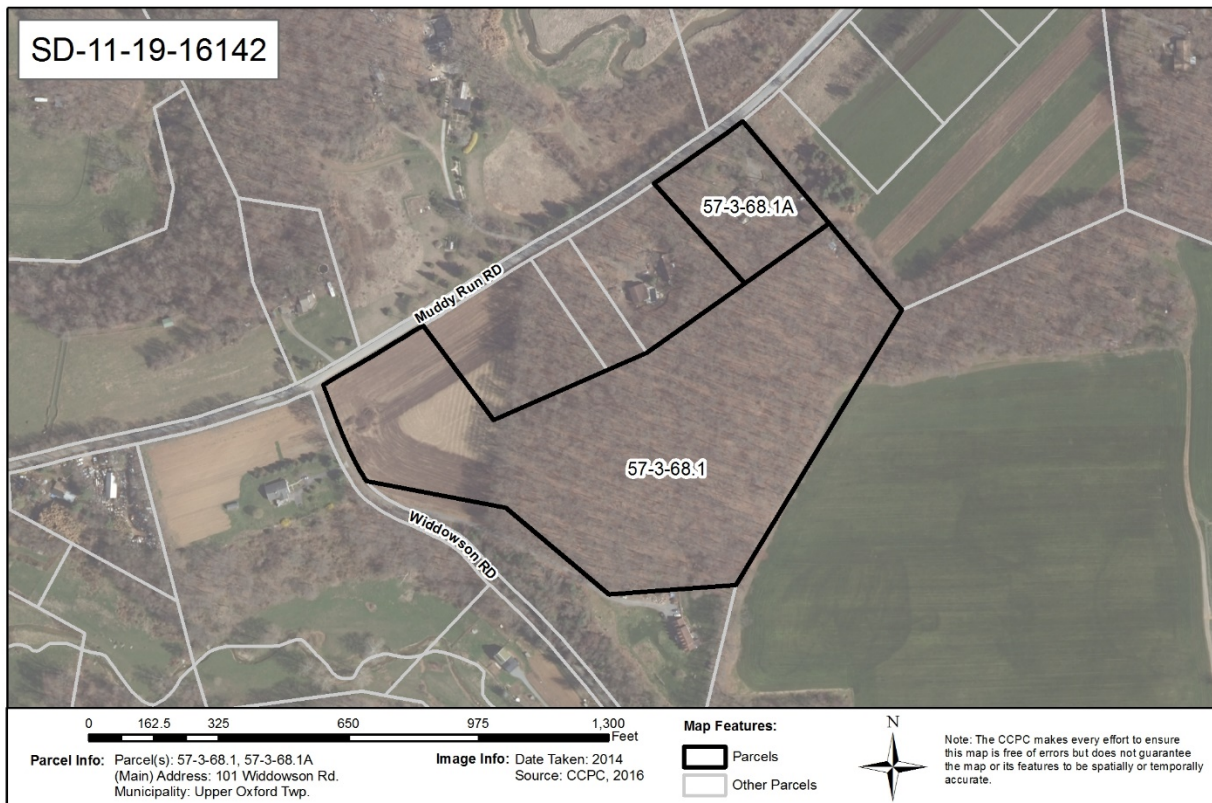 SD-11-19-16142
57-3-68.1A
Muddy Run RD
57-3-68.1
Widdowson RD
0 162.5 325 650 975 1,300
Feet
Parcel Info: Parcel(s): 57-3-68.1, 57-3-68.1A
(Main) Address: 101 Widdowson Rd.
Municipality: Upper Oxford Twp.
Image Info: Date Taken: 2014
Source: CCPC, 2016
Map Features:
Parcels
Other Parcels
N
Note: The CCPC makes every effort to ensure
this map is free of errors but does not guarantee
the map or its features to be spatially or temporally
accurate.